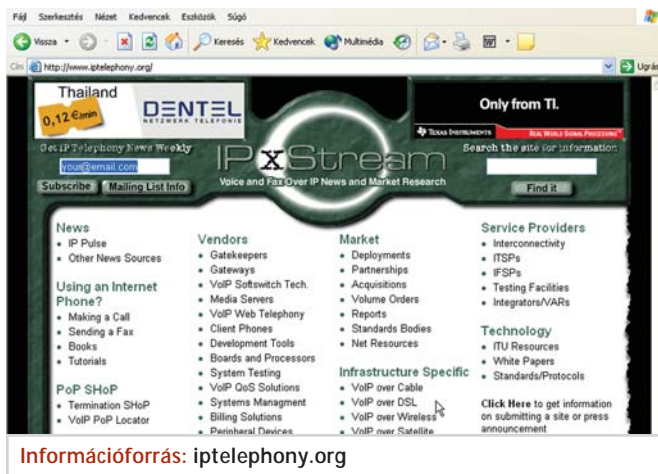 Fájl Szerkesztés Nézet Kedvencek Eszközök Súgó
Vissza Keresés Kedvencek Multimédia
Cím http://www.iptelephony.org/ Ugrás
Thailand
0,12 €/min
DENTEL
NETZWERK TELEFONIE
Only from TI.
TEXAS INSTRUMENTS REAL WORLD SIGNAL PROCESSING™
Get IP Telephony News Weekly
your@email.com
Subscribe Mailing List Info
IPxStream
Voice and Fax Over IP News and Market Research
Search the site for information
Find it
News
• IP Pulse
• Other News Sources
Using an Internet
Phone?
• Making a Call
• Sending a Fax
• Books
• Tutorials
PoP SHoP
• Termination SHoP
• VoIP PoP Locator
Vendors
• Gatekeepers
• Gateways
• VoIP Softswitch Tech.
• Media Servers
• VoIP Web Telephony
• Client Phones
• Development Tools
• Boards and Processors
• System Testing
• VoIP QoS Solutions
• Systems Managment
• Billing Solutions
• Peripheral Devices
Market
• Deployments
• Partnerships
• Acquisitions
• Volume Orders
• Reports
• Standards Bodies
• Net Resources
Infrastructure Specific
• VoIP over Cable
• VoIP over DSL
• VoIP over Wireless
• VoIP over Satellite
Service Providers
• Interconnectivity
• ITSPs
• IFSPs
• Testing Facilities
• Integrators/VARs
Technology
• ITU Resources
• White Papers
• Standards/Protocols
Click Here to get information
on submitting a site or press
announcement
Információforrás: iptelephony.org